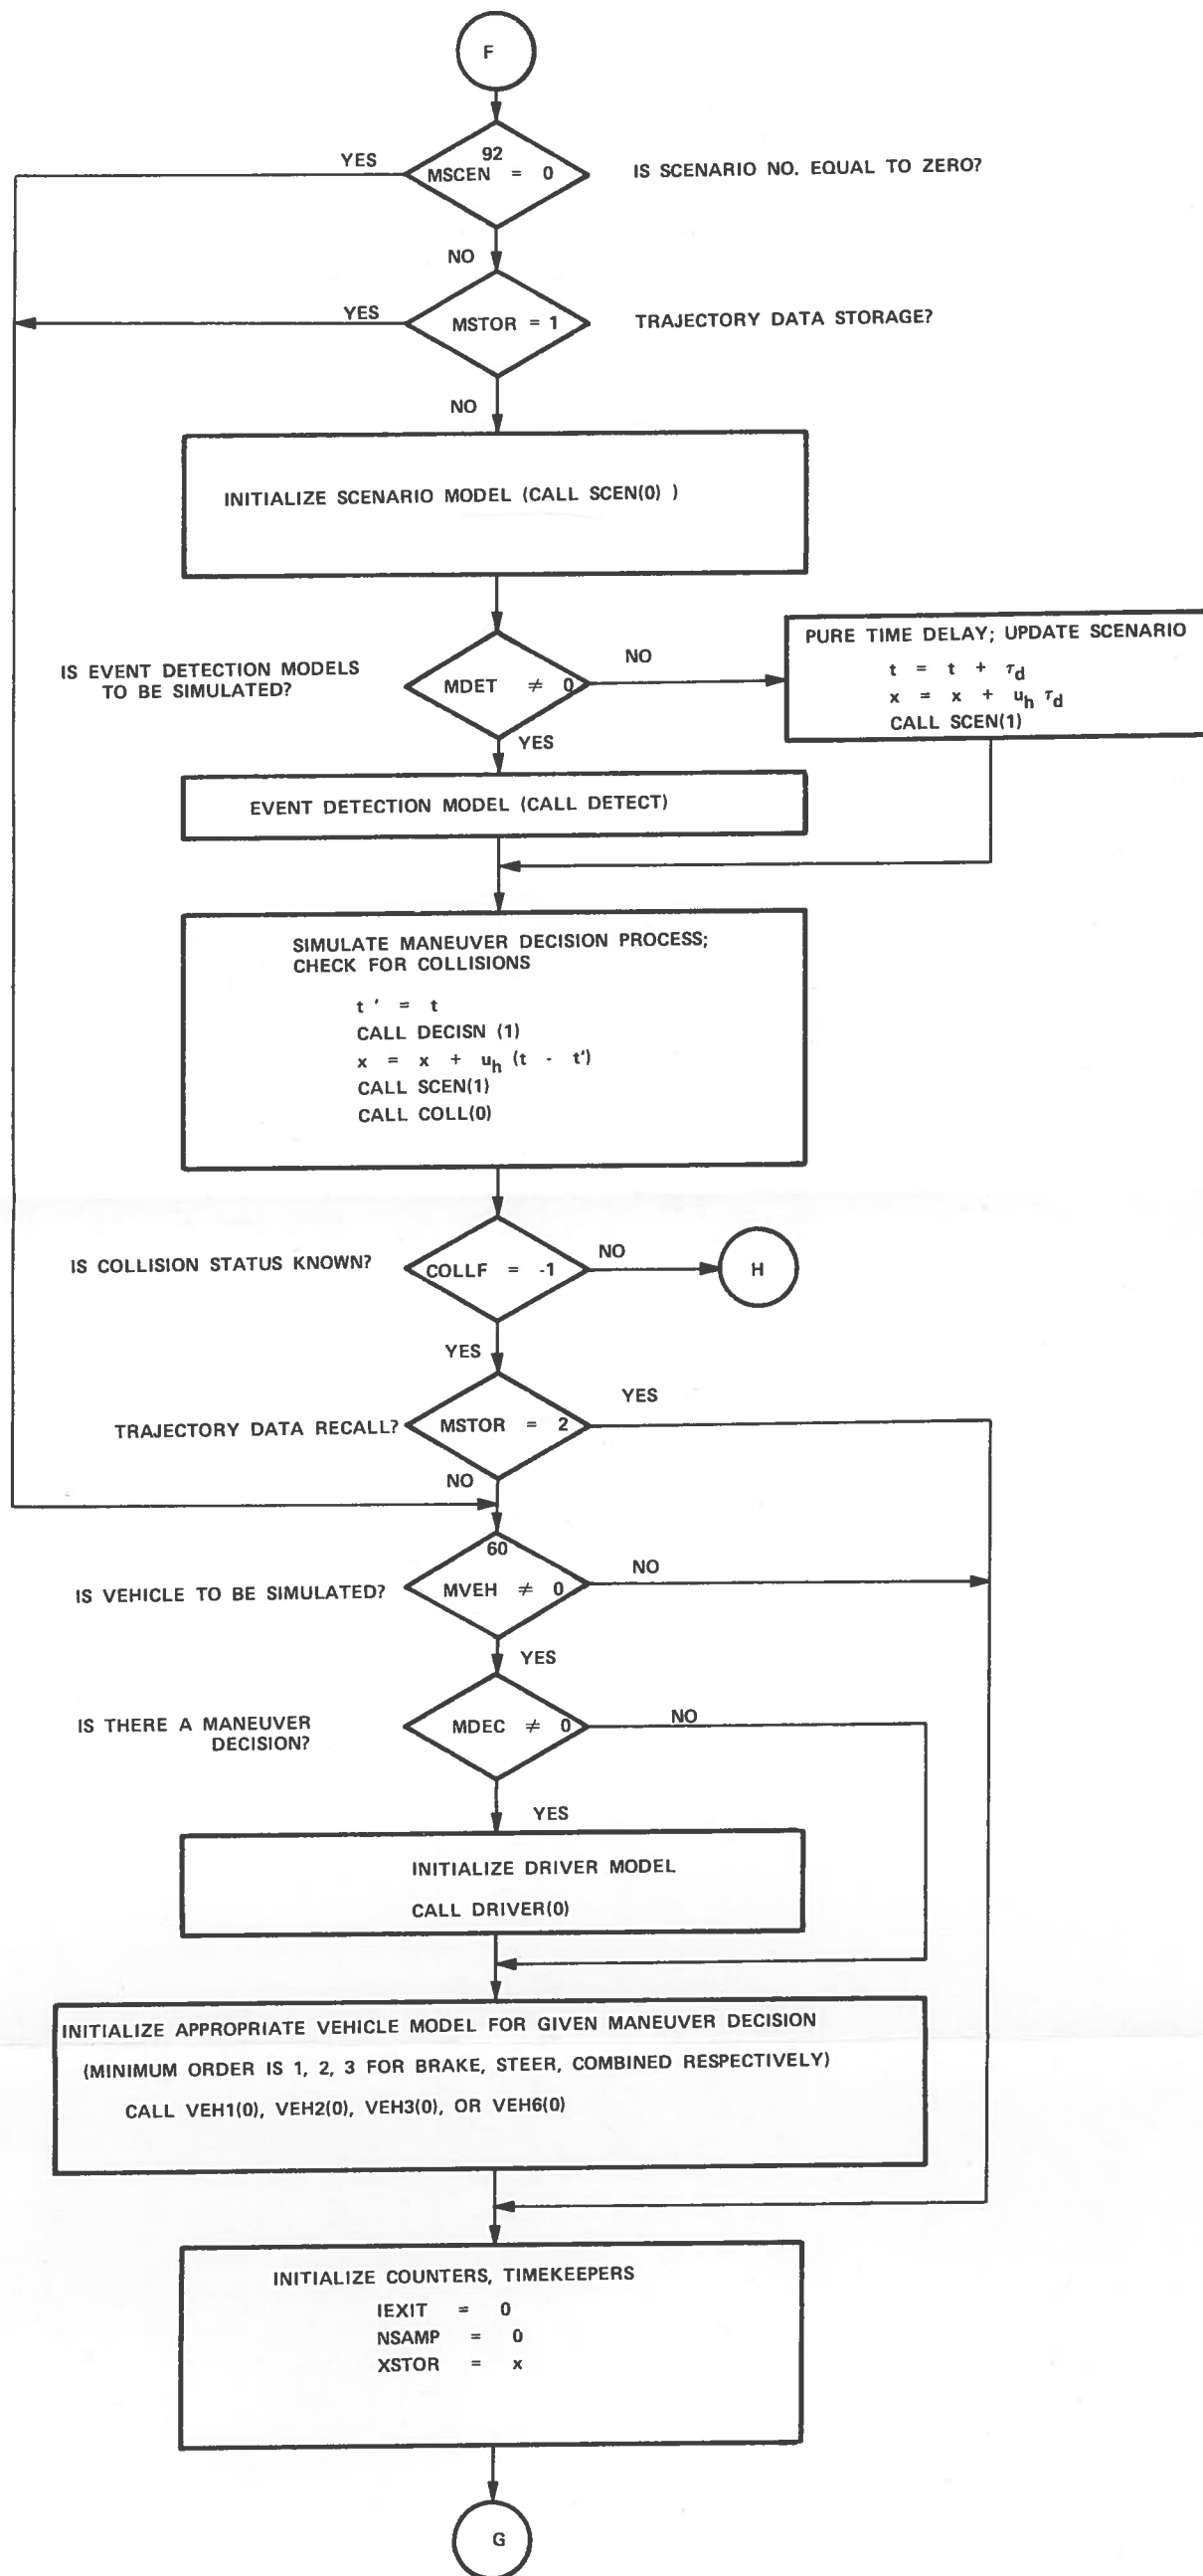 F
92
YES
MSCEN = 0
IS SCENARIO NO. EQUAL TO ZERO?
NO
YES
MSTOR = 1
TRAJECTORY DATA STORAGE?
NO
INITIALIZE SCENARIO MODEL (CALL SCEN(0) )
IS EVENT DETECTION MODELS
TO BE SIMULATED?
MDET ≠ 0
NO
PURE TIME DELAY; UPDATE SCENARIO
t = t + τd
x = x + uh τd
CALL SCEN(1)
YES
EVENT DETECTION MODEL (CALL DETECT)
SIMULATE MANEUVER DECISION PROCESS;
CHECK FOR COLLISIONS
t ' = t
CALL DECISN (1)
x = x + uh (t - t')
CALL SCEN(1)
CALL COLL(0)
IS COLLISION STATUS KNOWN?
COLLF = -1
NO
H
YES
TRAJECTORY DATA RECALL?
MSTOR = 2
YES
NO
60
IS VEHICLE TO BE SIMULATED?
MVEH ≠ 0
NO
YES
IS THERE A MANEUVER
DECISION?
MDEC ≠ 0
NO
YES
INITIALIZE DRIVER MODEL
CALL DRIVER(0)
INITIALIZE APPROPRIATE VEHICLE MODEL FOR GIVEN MANEUVER DECISION
(MINIMUM ORDER IS 1, 2, 3 FOR BRAKE, STEER, COMBINED RESPECTIVELY)
CALL VEH1(0), VEH2(0), VEH3(0), OR VEH6(0)
INITIALIZE COUNTERS, TIMEKEEPERS
IEXIT = 0
NSAMP = 0
XSTOR = x
G